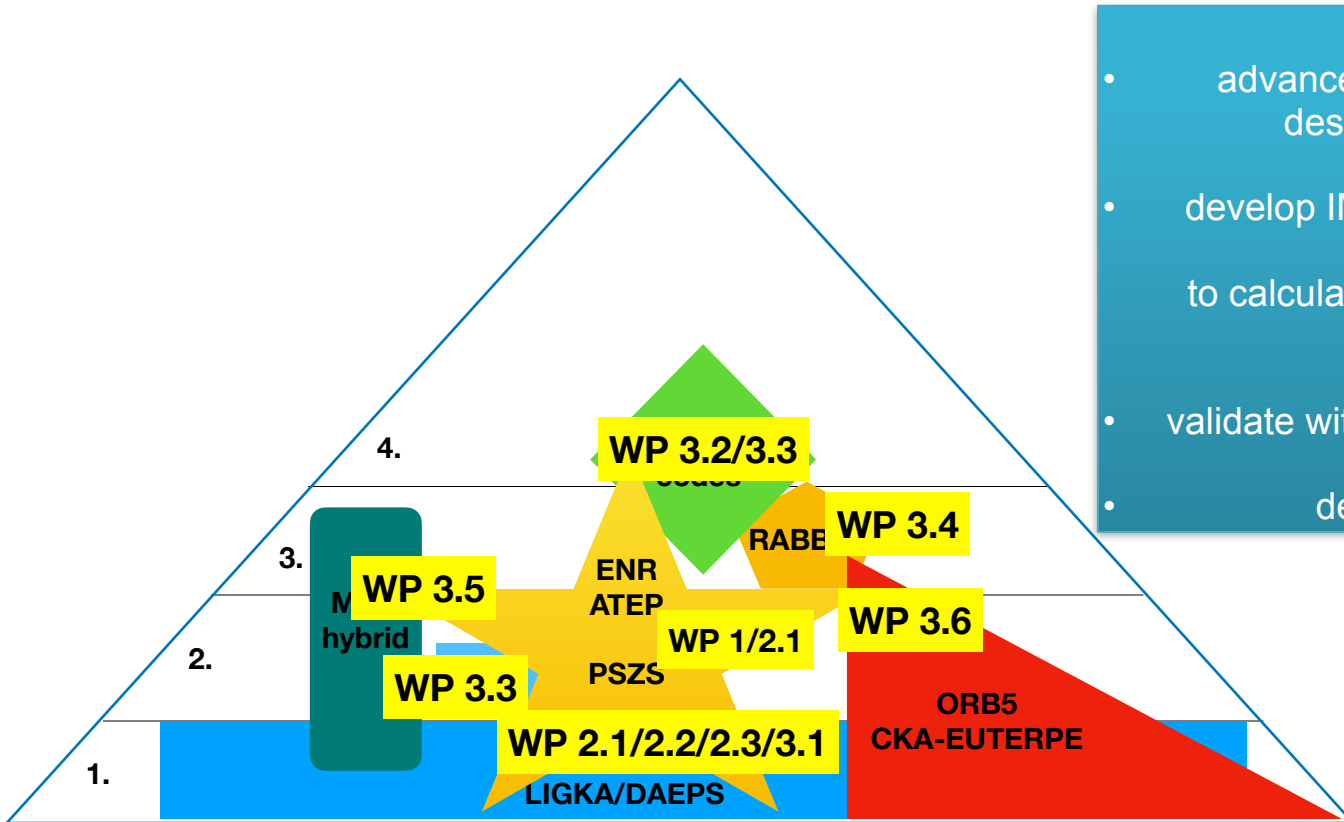 • advance
des
• develop
to calcula
• validate
•
4.
WP 3.2/3.3
codes
3.
RABB
WP 3.4
WP 3.5
ENR
ATEP
hybrid
WP 1/2.1
WP 3.6
2.
PSZS
WP 3.3
ORB5
CKA-EUTERPE
WP 2.1/2.2/2.3/3.1
1.
LIGKA/DAEPS